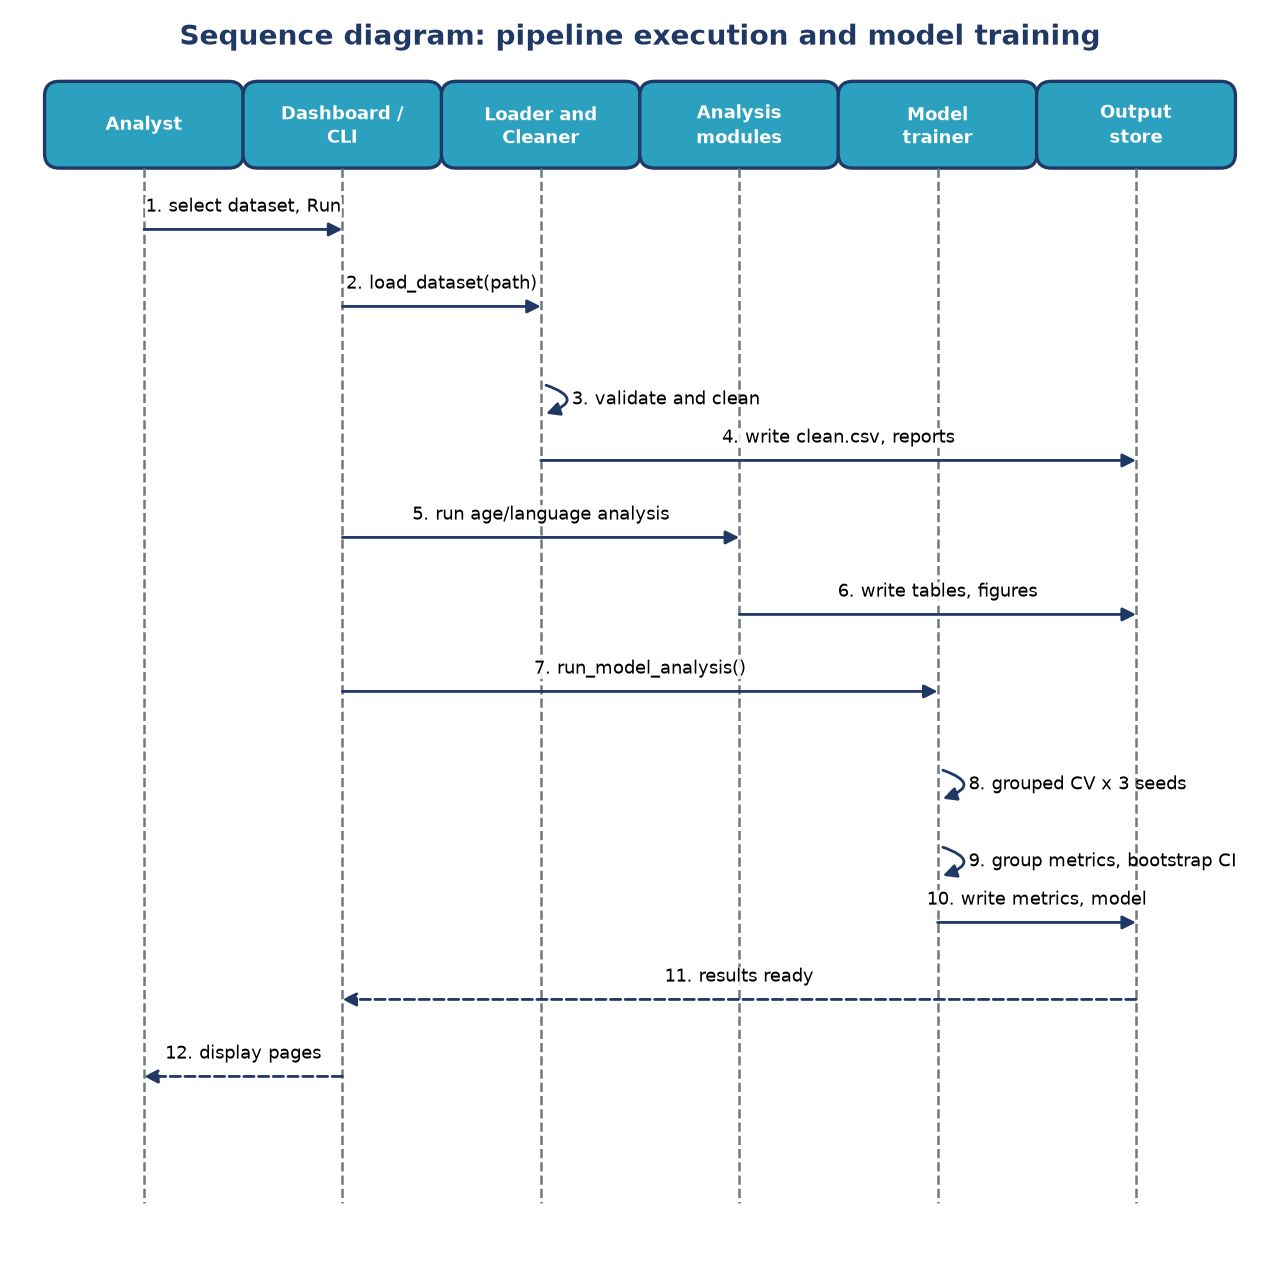 Sequence diagram: pipeline execution and model training
Analyst
Dashboard /
CLI
Loader and
Cleaner
Analysis
modules
Model
trainer
Output
store
1. select dataset, Run
2. load_dataset(path)
3. validate and clean
4. write clean.csv, reports
5. run age/language analysis
6. write tables, figures
7. run_model_analysis()
8. grouped CV x 3 seeds
9. group metrics, bootstrap CI
10. write metrics, model
11. results ready
12. display pages